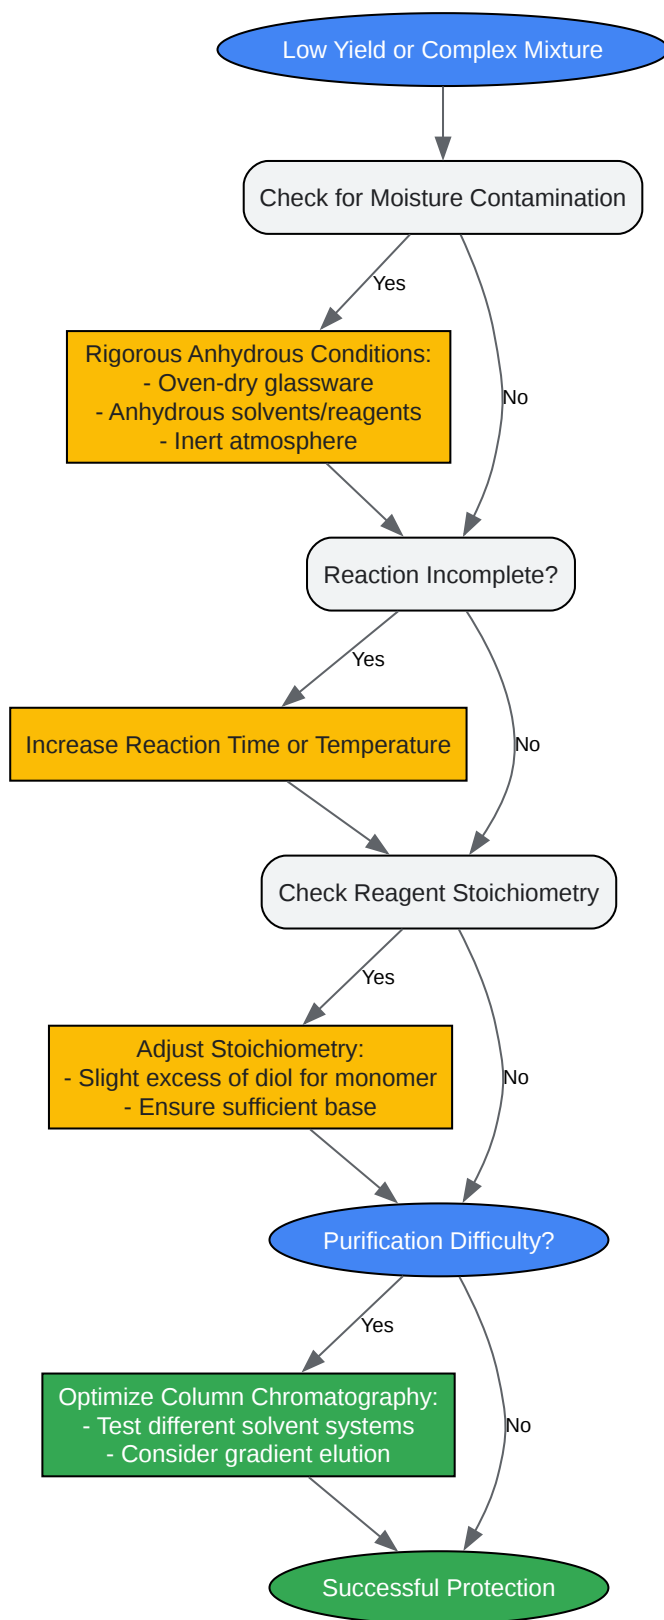 Low Yield or Complex Mixture
Check for Moisture Contamination
Yes
Rigorous Anhydrous Conditions:
- Oven-dry glassware
- Anhydrous solvents/reagents
- Inert atmosphere
No
Reaction Incomplete?
Yes
Increase Reaction Time or Temperature
No
Check Reagent Stoichiometry
Yes
Adjust Stoichiometry:
- Slight excess of diol for monomer
- Ensure sufficient base
No
Purification Difficulty?
Yes
Optimize Column Chromatography:
- Test different solvent systems
- Consider gradient elution
No
Successful Protection